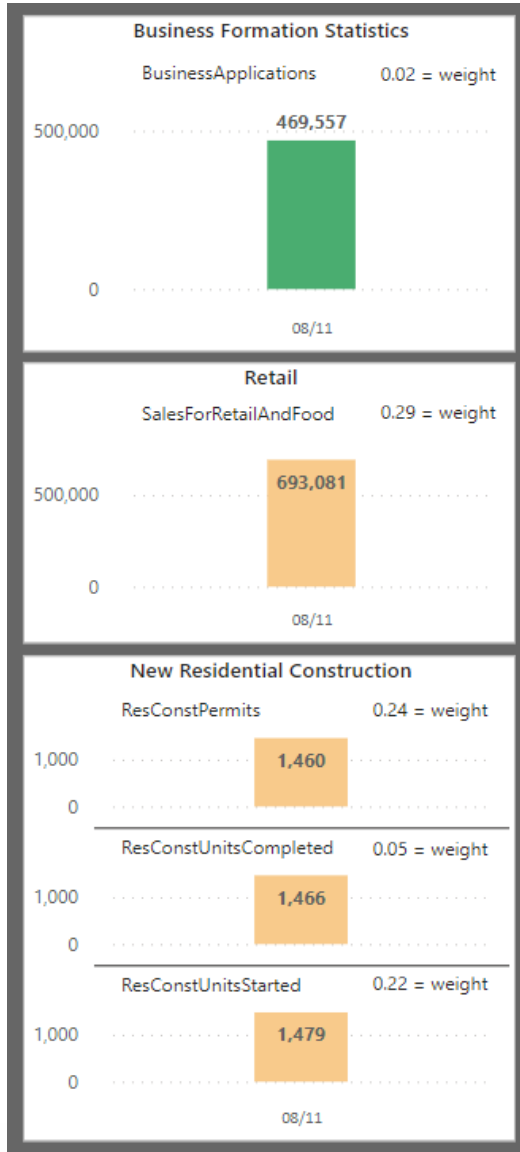 Business Formation Statistics
BusinessApplications 0.02 = weight
500,000
469,557
0
08/11
Retail
SalesForRetailAndFood 0.29 = weight
693,081
500,000
0
08/11
New Residential Construction
ResConstPermits 0.24 = weight
1,000 1,460
0
ResConstUnitsCompleted 0.05 = weight
1,000 1,466
0
ResConstUnitsStarted 0.22 = weight
1,000 1,479
0
08/11